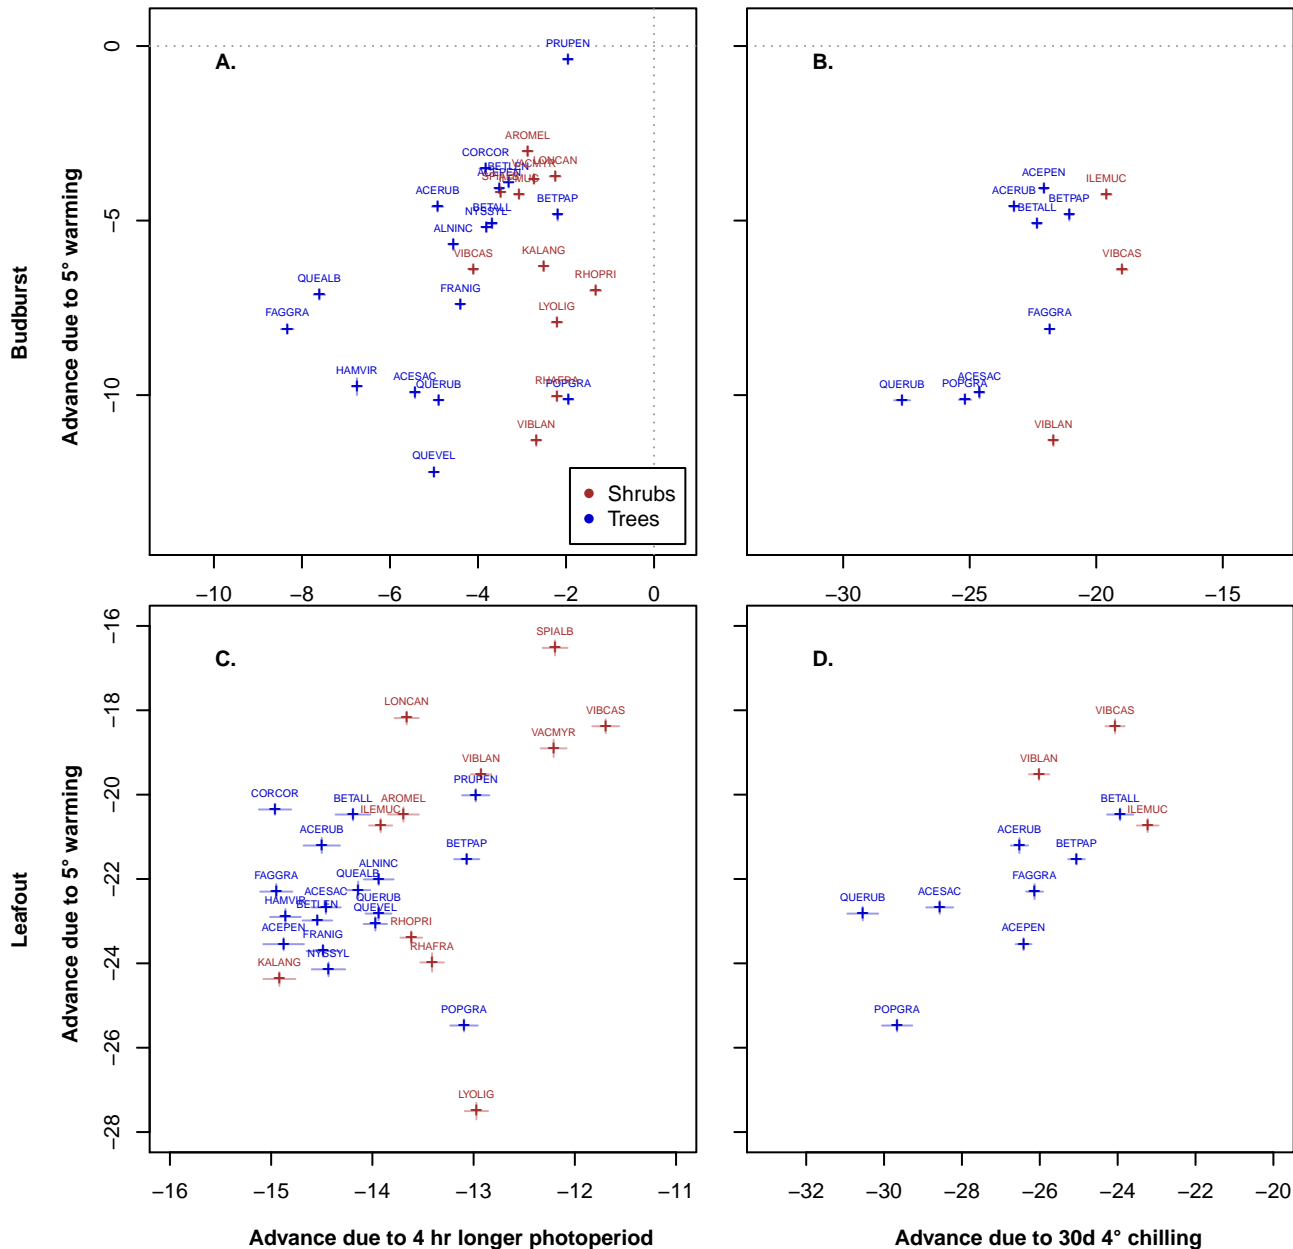 A.
PRUPEN
AROMEL
CORCOR
BETLEN
VACMYR
LONCAN
ACEPEN
SPIALB
ILEMUC
ACERUB
BETALL
BETPAP
NYSSYL
ALNINC
VIBCAS
KALANG
RHOPRI
QUEALB
FRANIG
LYOLIG
FAGGRA
HAMVIR
ACESAC
QUERUB
RHAFRA
POPGRA
VIBLAN
QUEVEL
Shrubs
Trees
0
−5
−10
Budburst
Advance due to 5° warming
−10 −8 −6 −4 −2 0
B.
ACEPEN
ILEMUC
ACERUB
BETPAP
BETALL
VIBCAS
FAGGRA
ACESAC
QUERUB
POPGRA
VIBLAN
−30 −25 −20 −15
C.
SPIALB
LONCAN
VIBCAS
VACMYR
VIBLAN
PRUPEN
CORCOR
BETALL
AROMEL
ILEMUC
ACERUB
BETPAP
ALNINC
QUEALB
FAGGRA
ACESAC
HAMVIR
BETLEN
QUERUB
QUEVEL
RHOPRI
ACEPEN
FRANIG
RHAFRA
NYSSYL
KALANG
POPGRA
LYOLIG
−16
−18
−20
−22
−24
−26
−28
Leafout
Advance due to 5° warming
−16 −15 −14 −13 −12 −11
Advance due to 4 hr longer photoperiod
D.
VIBCAS
VIBLAN
BETALL
ILEMUC
ACERUB
BETPAP
FAGGRA
QUERUB
ACESAC
ACEPEN
POPGRA
−32 −30 −28 −26 −24 −22 −20
Advance due to 30d 4° chilling